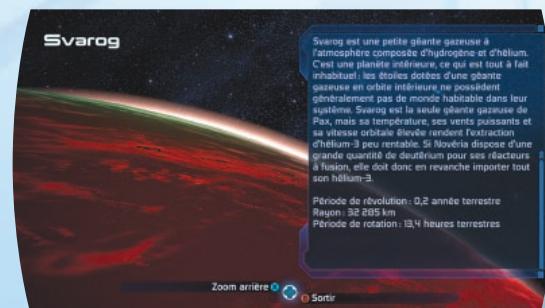 Svarog
Svarog est une petite géante gazeuse à
l'atmosphère composée d'hydrogène et d'hélium.
C'est une planète intérieure, ce qui est tout à fait
inhabituel : les étoiles dotées d'une géante
gazeuse en orbite intérieure ne possèdent
généralement pas de monde habitable dans leur
système. Svarog est la seule géante gazeuse de
Pax, mais sa température, ses vents puissants et
sa vitesse orbitale élevée rendent l'extraction
d'hélium-3 peu rentable. Si Novéria dispose d'une
grande quantité de deutérium pour ses réacteurs
à fusion, elle doit donc en revanche importer tout
son hélium-3.
Période de révolution : 0,2 année terrestre
Rayon : 32 285 km
Période de rotation : 13,4 heures terrestres
Zoom arrière X
B Sortir